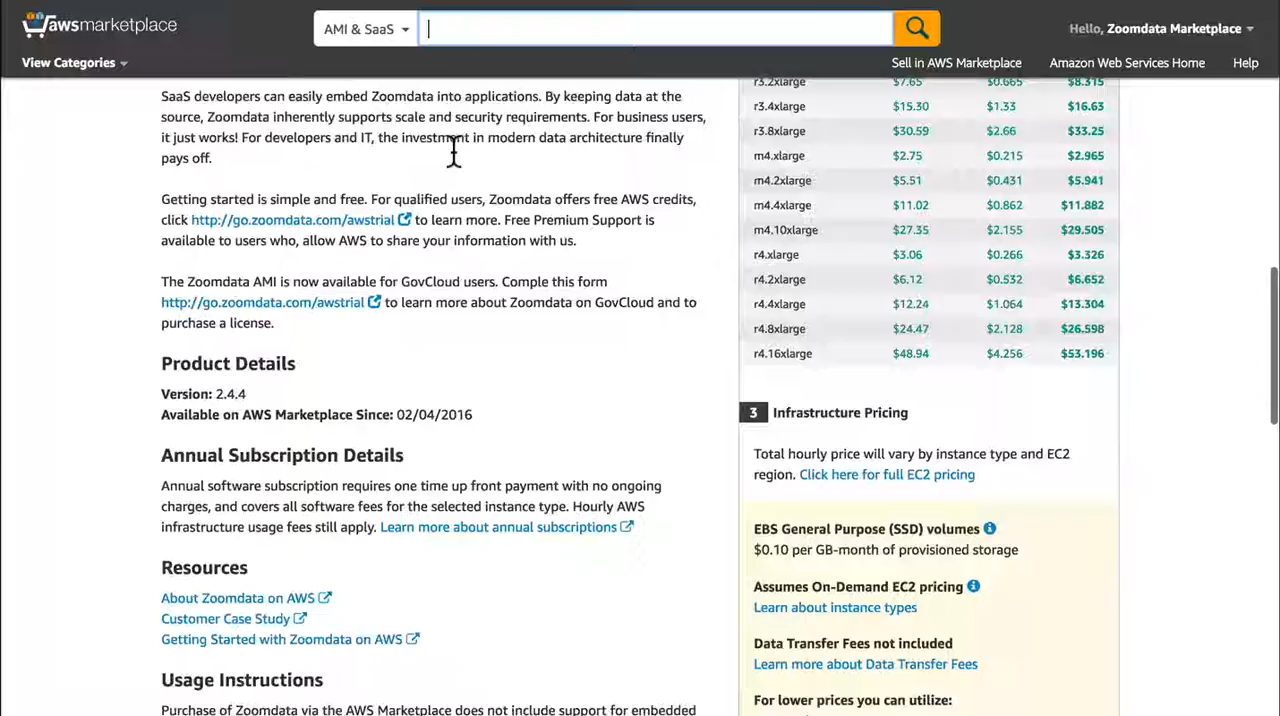 awsmarketplace
AMI & SaaS
Hello, Zoomdata Marketplace
View Categories
Sell in AWS Marketplace Amazon Web Services Home Help
SaaS developers can easily embed Zoomdata into applications. By keeping data at the
source, Zoomdata inherently supports scale and security requirements. For business users,
it just works! For developers and IT, the investment in modern data architecture finally
pays off.
Getting started is simple and free. For qualified users, Zoomdata offers free AWS credits,
click http://go.zoomdata.com/awstrial to learn more. Free Premium Support is
available to users who, allow AWS to share your information with us.
The Zoomdata AMI is now available for GovCloud users. Comple this form
http://go.zoomdata.com/awstrial to learn more about Zoomdata on GovCloud and to
purchase a license.
Product Details
Version: 2.4.4
Available on AWS Marketplace Since: 02/04/2016
Annual Subscription Details
Annual software subscription requires one time up front payment with no ongoing
charges, and covers all software fees for the selected instance type. Hourly AWS
infrastructure usage fees still apply. Learn more about annual subscriptions
Resources
About Zoomdata on AWS
Customer Case Study
Getting Started with Zoomdata on AWS
Usage Instructions
Purchase of Zoomdata via the AWS Marketplace does not include support for embedded
r3.2xlarge $7.65 $0.665 $8.315
r3.4xlarge $15.30 $1.33 $16.63
r3.8xlarge $30.59 $2.66 $33.25
m4.xlarge $2.75 $0.215 $2.965
m4.2xlarge $5.51 $0.431 $5.941
m4.4xlarge $11.02 $0.862 $11.882
m4.10xlarge $27.35 $2.155 $29.505
r4.xlarge $3.06 $0.266 $3.326
r4.2xlarge $6.12 $0.532 $6.652
r4.4xlarge $12.24 $1.064 $13.304
r4.8xlarge $24.47 $2.128 $26.598
r4.16xlarge $48.94 $4.256 $53.196
3 Infrastructure Pricing
Total hourly price will vary by instance type and EC2
region. Click here for full EC2 pricing
EBS General Purpose (SSD) volumes
$0.10 per GB-month of provisioned storage
Assumes On-Demand EC2 pricing
Learn about instance types
Data Transfer Fees not included
Learn more about Data Transfer Fees
For lower prices you can utilize: